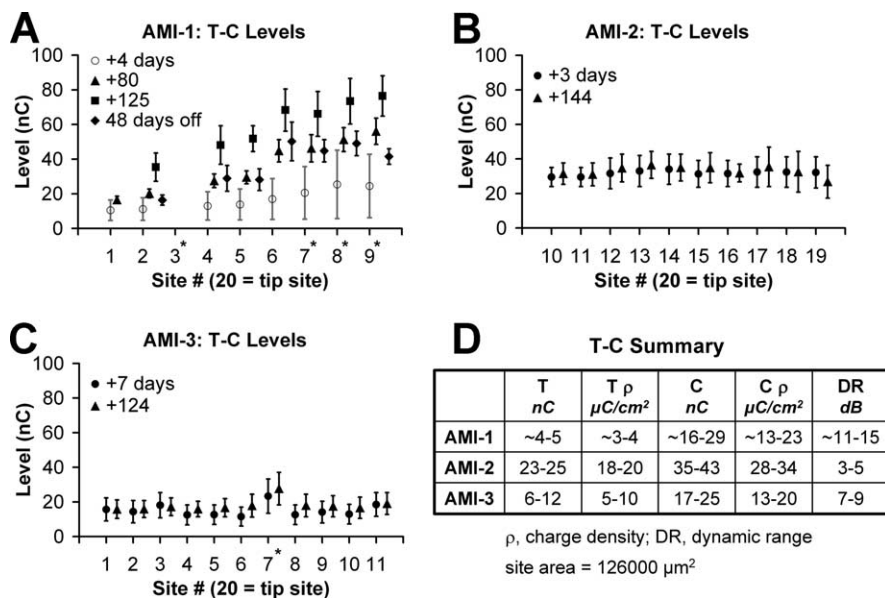 A
AMI-1: T-C Levels
Level (nC)
100
80
60
40
20
0
+4 days
+80
+125
48 days off
1 2 3* 4 5 6 7* 8* 9*
Site # (20 = tip site)
B
AMI-2: T-C Levels
Level (nC)
100
80
60
40
20
0
+3 days
+144
10 11 12 13 14 15 16 17 18 19
Site # (20 = tip site)
C
AMI-3: T-C Levels
Level (nC)
100
80
60
40
20
0
+7 days
+124
1 2 3 4 5 6 7* 8 9 10 11
Site # (20 = tip site)
D
T-C Summary
T T ρ C C ρ DR
nC μC/cm² nC μC/cm² dB
AMI-1 ~4-5 ~3-4 ~16-29 ~13-23 ~11-15
AMI-2 23-25 18-20 35-43 28-34 3-5
AMI-3 6-12 5-10 17-25 13-20 7-9
ρ, charge density; DR, dynamic range
site area = 126000 μm²